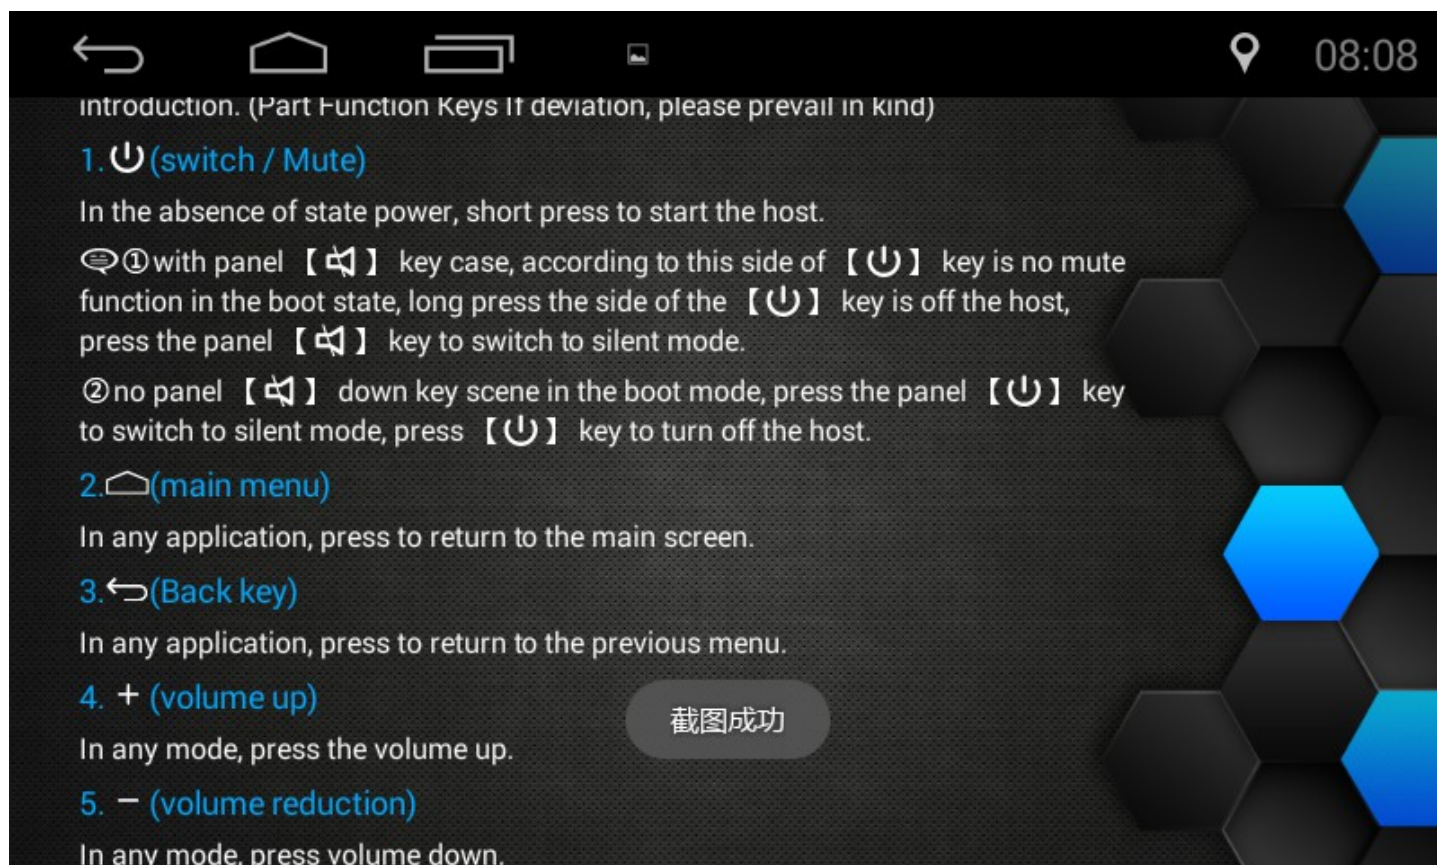 08:08
introduction. (Part Function Keys If deviation, please prevail in kind)
1. (switch / Mute)
In the absence of state power, short press to start the host.
①with panel 【 】 key case, according to this side of 【 】 key is no mute
function in the boot state, long press the side of the 【 】 key is off the host,
press the panel 【 】 key to switch to silent mode.
②no panel 【 】 down key scene in the boot mode, press the panel 【 】 key
to switch to silent mode, press 【 】 key to turn off the host.
2. (main menu)
In any application, press to return to the main screen.
3. (Back key)
In any application, press to return to the previous menu.
4. + (volume up)
截图成功
In any mode, press the volume up.
5. − (volume reduction)
In any mode, press volume down.